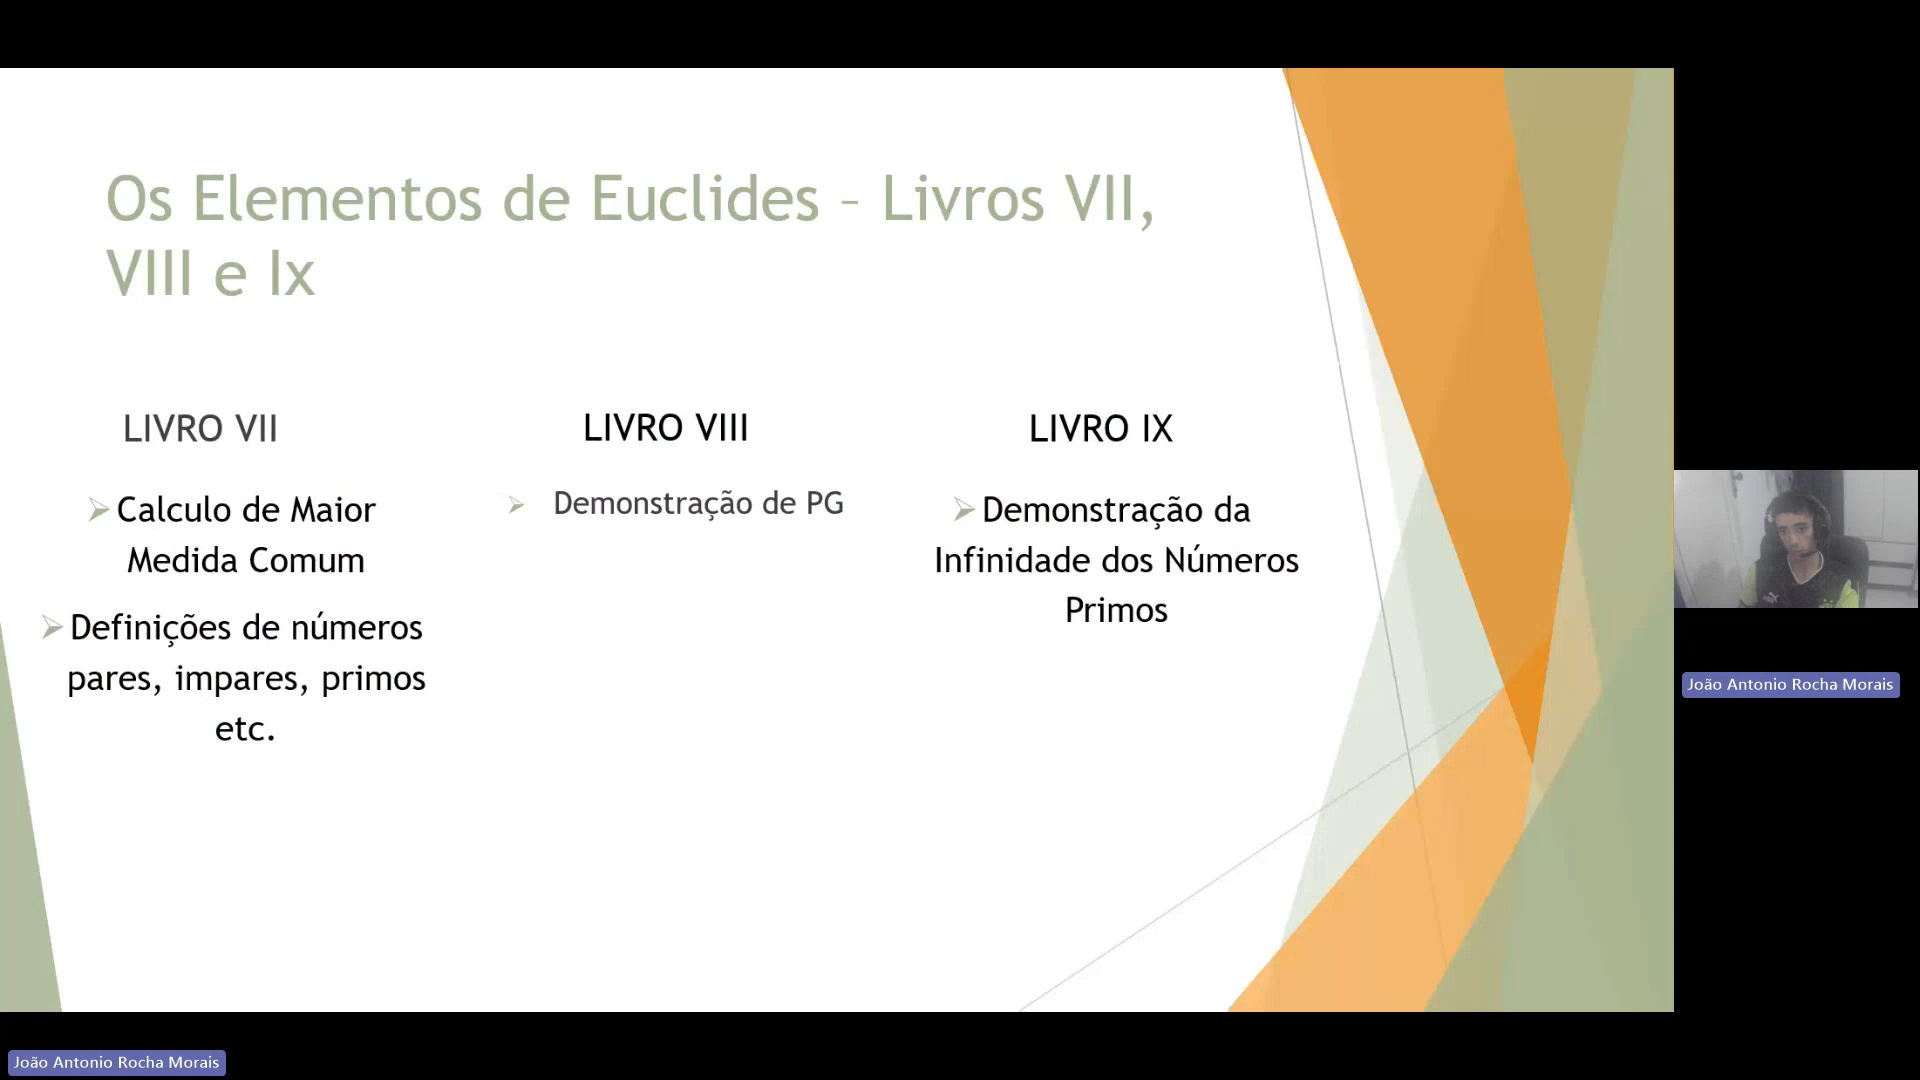 Os Elementos de Euclides – Livros VII,
VIII e Ix
LIVRO VII
Calculo de Maior
Medida Comum
Definições de números
pares, impares, primos
etc.
LIVRO VIII
Demonstração de PG
LIVRO IX
Demonstração da
Infinidade dos Números
Primos
João Antonio Rocha Morais
João Antonio Rocha Morais